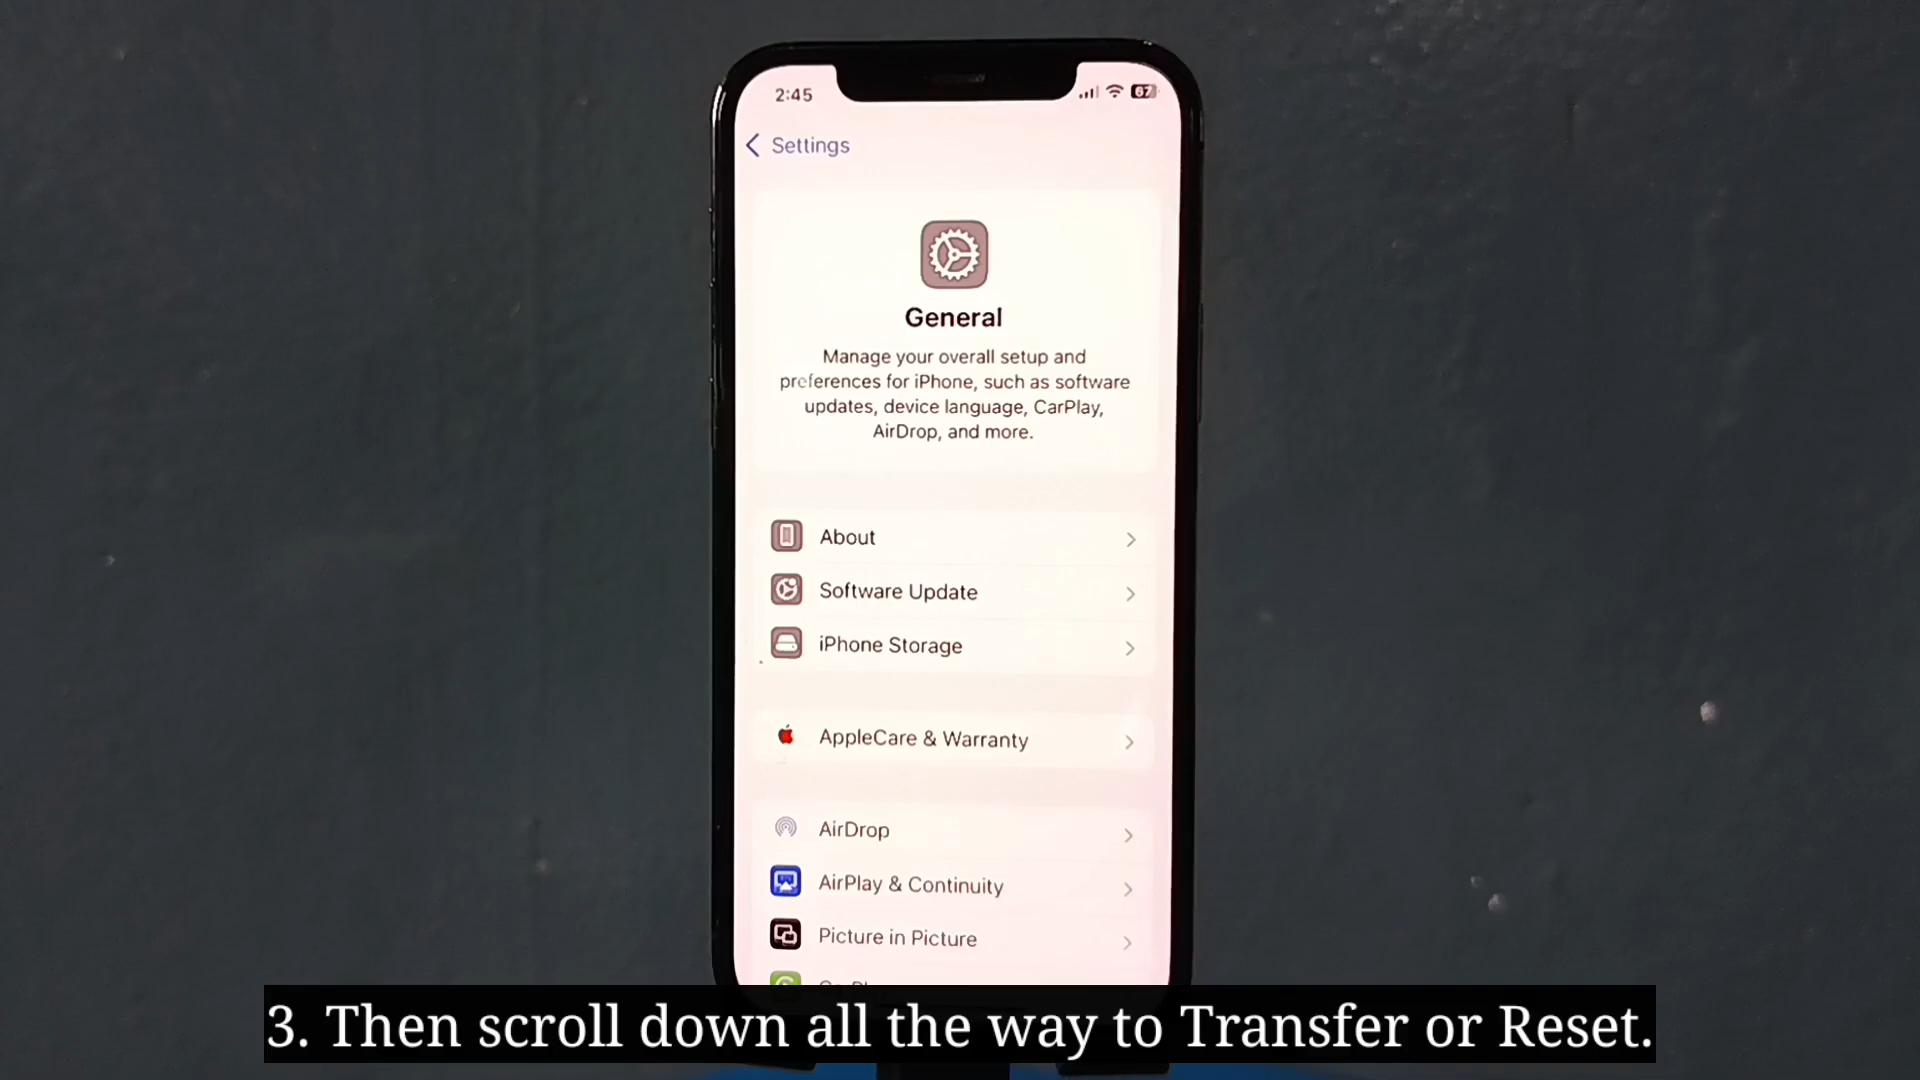 2:45
67
Settings
General
Manage your overall setup and
preferences for iPhone, such as software
updates, device language, CarPlay,
AirDrop, and more.
About
Software Update
iPhone Storage
AppleCare & Warranty
AirDrop
AirPlay & Continuity
Picture in Picture
3. Then scroll down all the way to Transfer or Reset.